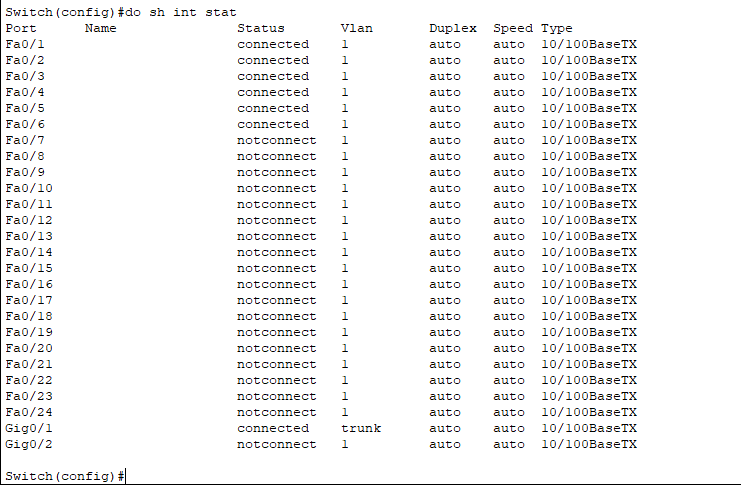 Switch(config)#do sh int stat
Port      Name               Status       Vlan       Duplex  Speed Type
Fa0/1                        connected    1          auto    auto  10/100BaseTX
Fa0/2                        connected    1          auto    auto  10/100BaseTX
Fa0/3                        connected    1          auto    auto  10/100BaseTX
Fa0/4                        connected    1          auto    auto  10/100BaseTX
Fa0/5                        connected    1          auto    auto  10/100BaseTX
Fa0/6                        connected    1          auto    auto  10/100BaseTX
Fa0/7                        notconnect   1          auto    auto  10/100BaseTX
Fa0/8                        notconnect   1          auto    auto  10/100BaseTX
Fa0/9                        notconnect   1          auto    auto  10/100BaseTX
Fa0/10                       notconnect   1          auto    auto  10/100BaseTX
Fa0/11                       notconnect   1          auto    auto  10/100BaseTX
Fa0/12                       notconnect   1          auto    auto  10/100BaseTX
Fa0/13                       notconnect   1          auto    auto  10/100BaseTX
Fa0/14                       notconnect   1          auto    auto  10/100BaseTX
Fa0/15                       notconnect   1          auto    auto  10/100BaseTX
Fa0/16                       notconnect   1          auto    auto  10/100BaseTX
Fa0/17                       notconnect   1          auto    auto  10/100BaseTX
Fa0/18                       notconnect   1          auto    auto  10/100BaseTX
Fa0/19                       notconnect   1          auto    auto  10/100BaseTX
Fa0/20                       notconnect   1          auto    auto  10/100BaseTX
Fa0/21                       notconnect   1          auto    auto  10/100BaseTX
Fa0/22                       notconnect   1          auto    auto  10/100BaseTX
Fa0/23                       notconnect   1          auto    auto  10/100BaseTX
Fa0/24                       notconnect   1          auto    auto  10/100BaseTX
Gig0/1                       connected    trunk      auto    auto  10/100BaseTX
Gig0/2                       notconnect   1          auto    auto  10/100BaseTX
Switch(config)#